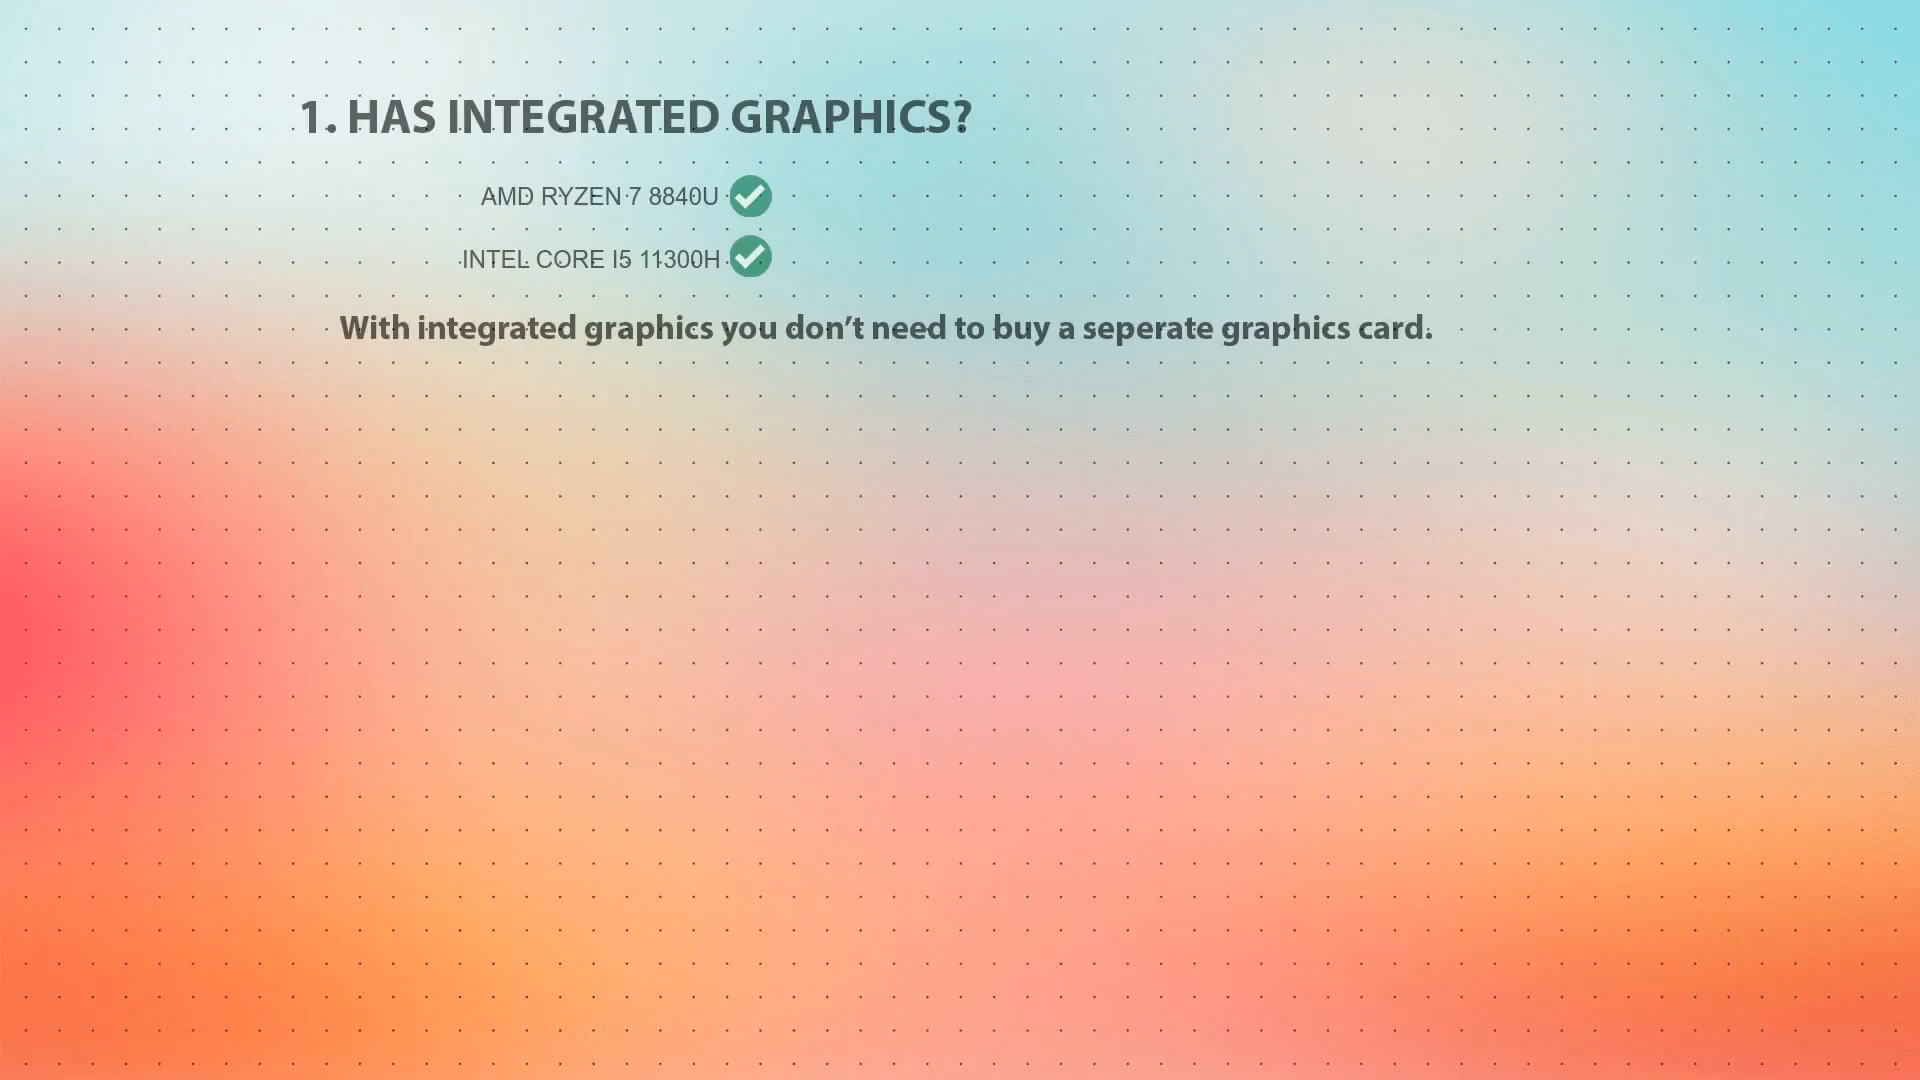 1. HAS INTEGRATED GRAPHICS?
AMD RYZEN 7 8840U
INTEL CORE I5 11300H
With integrated graphics you don’t need to buy a seperate graphics card.